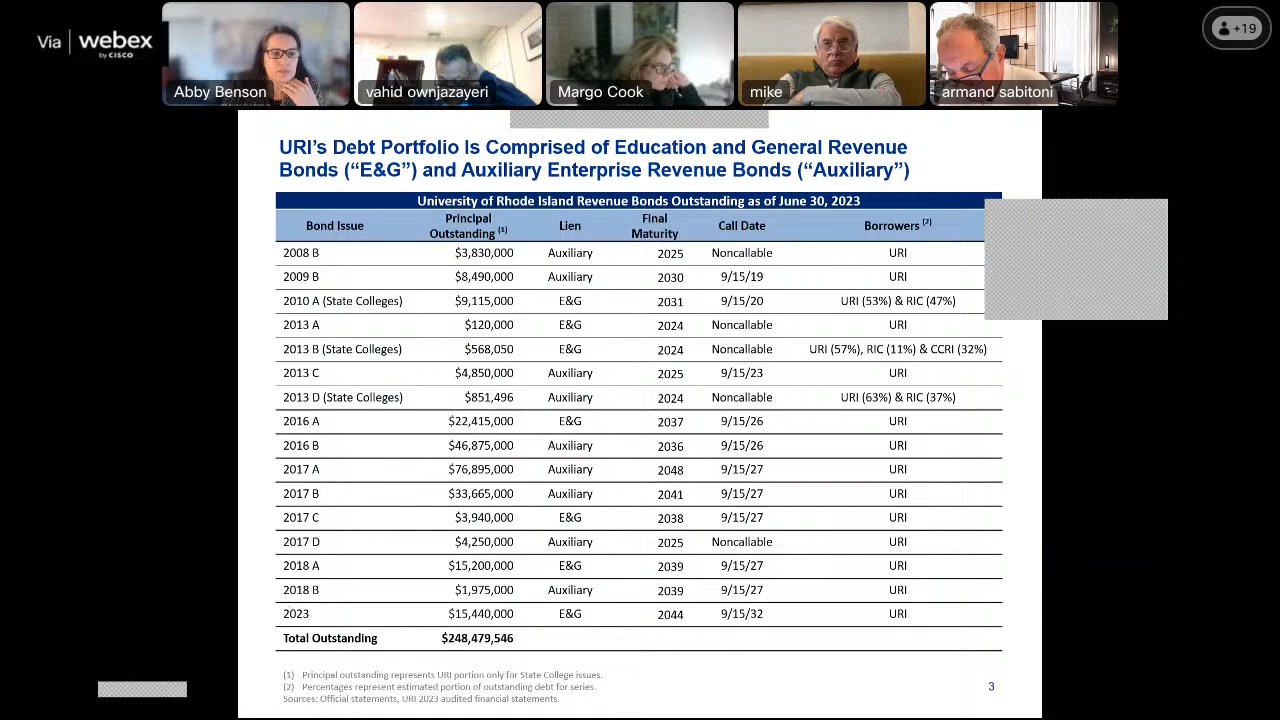 Via | webex
by CISCO
Abby Benson
vahid ownjazayeri
Margo Cook
mike
armand sabitoni
+19
URI's Debt Portfolio Is Comprised of Education and General Revenue
Bonds (“E&G”) and Auxiliary Enterprise Revenue Bonds (“Auxiliary”)
University of Rhode Island Revenue Bonds Outstanding as of June 30, 2023
Bond Issue Principal Outstanding (1) Lien Final Maturity Call Date Borrowers (2)
2008 B $3,830,000 Auxiliary 2025 Noncallable URI
2009 B $8,490,000 Auxiliary 2030 9/15/19 URI
2010 A (State Colleges) $9,115,000 E&G 2031 9/15/20 URI (53%) & RIC (47%)
2013 A $120,000 E&G 2024 Noncallable URI
2013 B (State Colleges) $568,050 E&G 2024 Noncallable URI (57%), RIC (11%) & CCRI (32%)
2013 C $4,850,000 Auxiliary 2025 9/15/23 URI
2013 D (State Colleges) $851,496 Auxiliary 2024 Noncallable URI (63%) & RIC (37%)
2016 A $22,415,000 E&G 2037 9/15/26 URI
2016 B $46,875,000 Auxiliary 2036 9/15/26 URI
2017 A $76,895,000 Auxiliary 2048 9/15/27 URI
2017 B $33,665,000 Auxiliary 2041 9/15/27 URI
2017 C $3,940,000 E&G 2038 9/15/27 URI
2017 D $4,250,000 Auxiliary 2025 Noncallable URI
2018 A $15,200,000 E&G 2039 9/15/27 URI
2018 B $1,975,000 Auxiliary 2039 9/15/27 URI
2023 $15,440,000 E&G 2044 9/15/32 URI
Total Outstanding $248,479,546
(1) Principal outstanding represents URI portion only for State College issues.
(2) Percentages represent estimated portion of outstanding debt for series.
Sources: Official statements, URI 2023 audited financial statements.
3